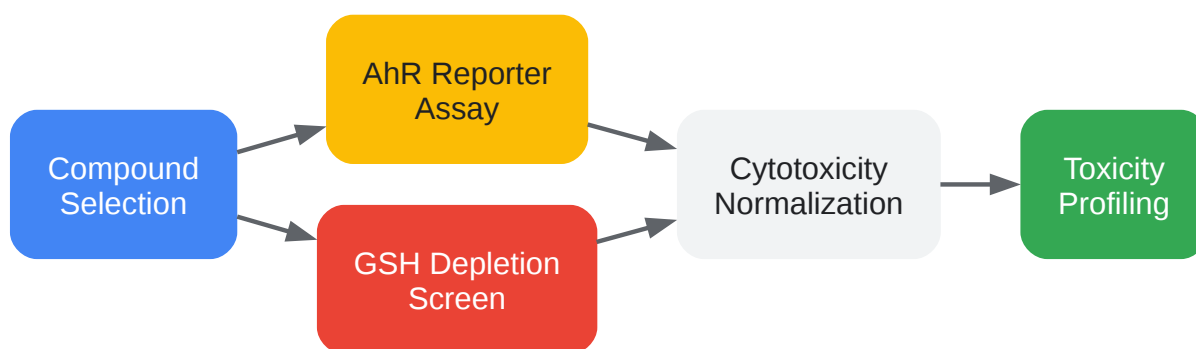 Compound
Selection
AhR Reporter
Assay
GSH Depletion
Screen
Cytotoxicity
Normalization
Toxicity
Profiling